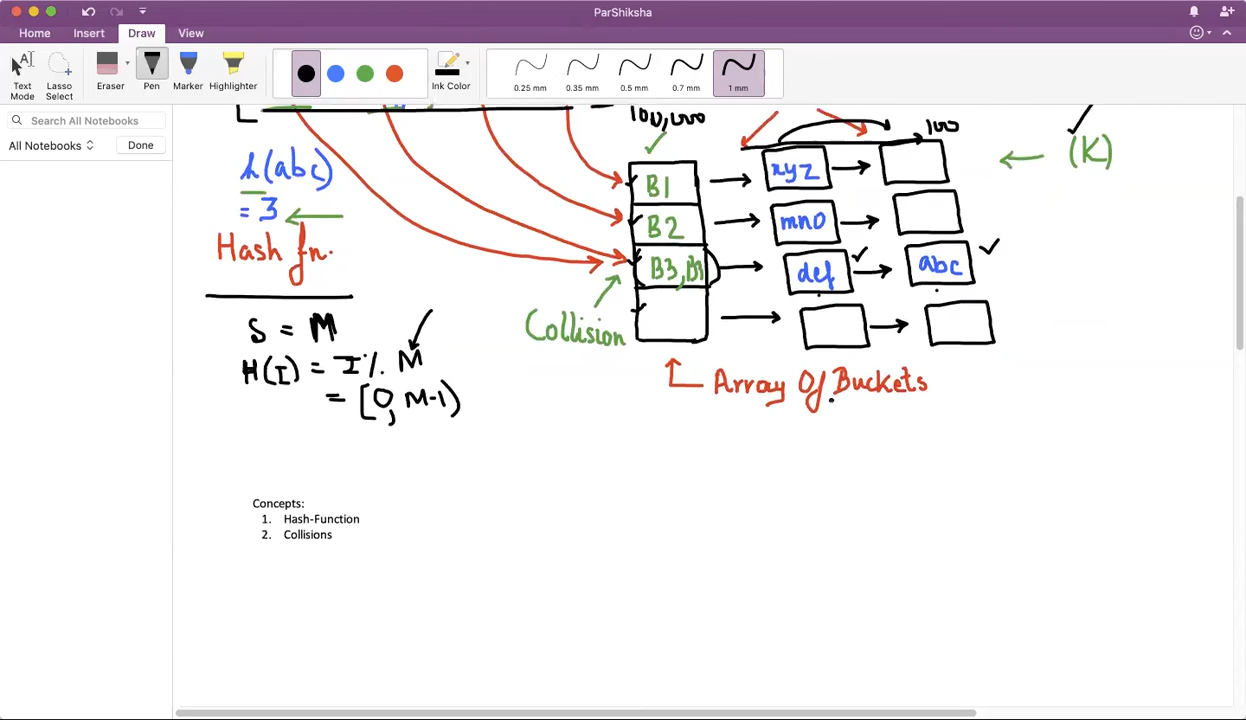 ParShiksha
Home Insert Draw View
Text Mode
Lasso Select
Eraser
Pen
Marker
Highlighter
Ink Color
0.25 mm
0.35 mm
0.5 mm
0.7 mm
1 mm
Search All Notebooks
All Notebooks
Done
100,000
100
(K)
h(abc)
= 3
Hash fn.
B1
xyz
B2
mno
B3,
def
abc
Collision
S = M
H(I) = I % M
= [0, M-1)
Array Of Buckets
Concepts:
1. Hash-Function
2. Collisions